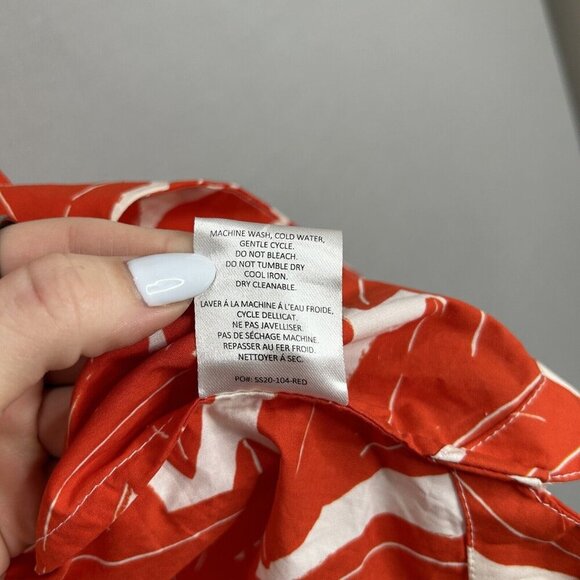 MACHINE WASH, COLD WATER,
GENTLE CYCLE.
DO NOT BLEACH.
DO NOT TUMBLE DRY
COOL IRON.
DRY CLEANABLE.
LAVER Á LA MACHINE Á L'EAU FROIDE,
CYCLE DELLICAT.
NE PAS JAVELLISER.
PAS DE SÉCHAGE MACHINE.
REPASSER AU FER FROID.
NETTOYER Á SEC.
PO#: SS20-104-RED